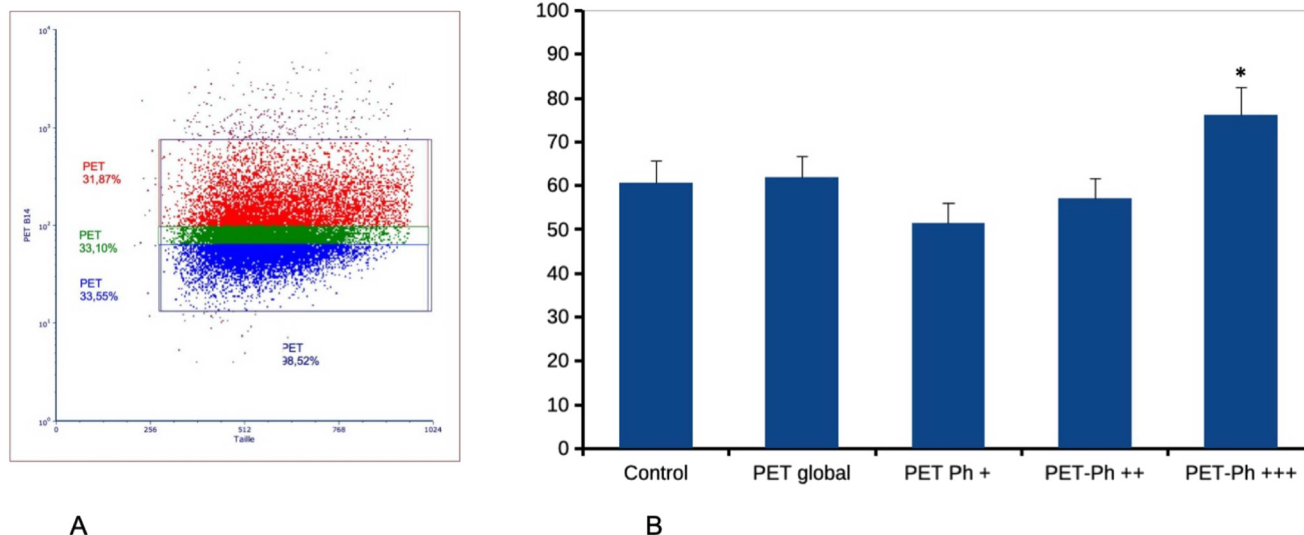 10⁴
10³
10²
10¹
10⁰
PET B14
PET
31,87%
PET
33,10%
PET
33,55%
PET
98,52%
0
256
512
768
1024
Taille
A
100
90
80
70
60
50
40
30
20
10
0
*
Control
PET global
PET Ph +
PET-Ph ++
PET-Ph +++
B